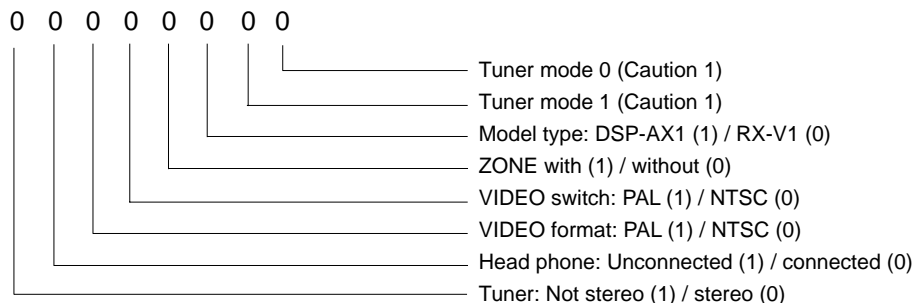 0 0 0 0 0 0 0 0
Tuner mode 0 (Caution 1)
Tuner mode 1 (Caution 1)
Model type: DSP-AX1 (1) / RX-V1 (0)
ZONE with (1) / without (0)
VIDEO switch: PAL (1) / NTSC (0)
VIDEO format: PAL (1) / NTSC (0)
Head phone: Unconnected (1) / connected (0)
Tuner: Not stereo (1) / stereo (0)